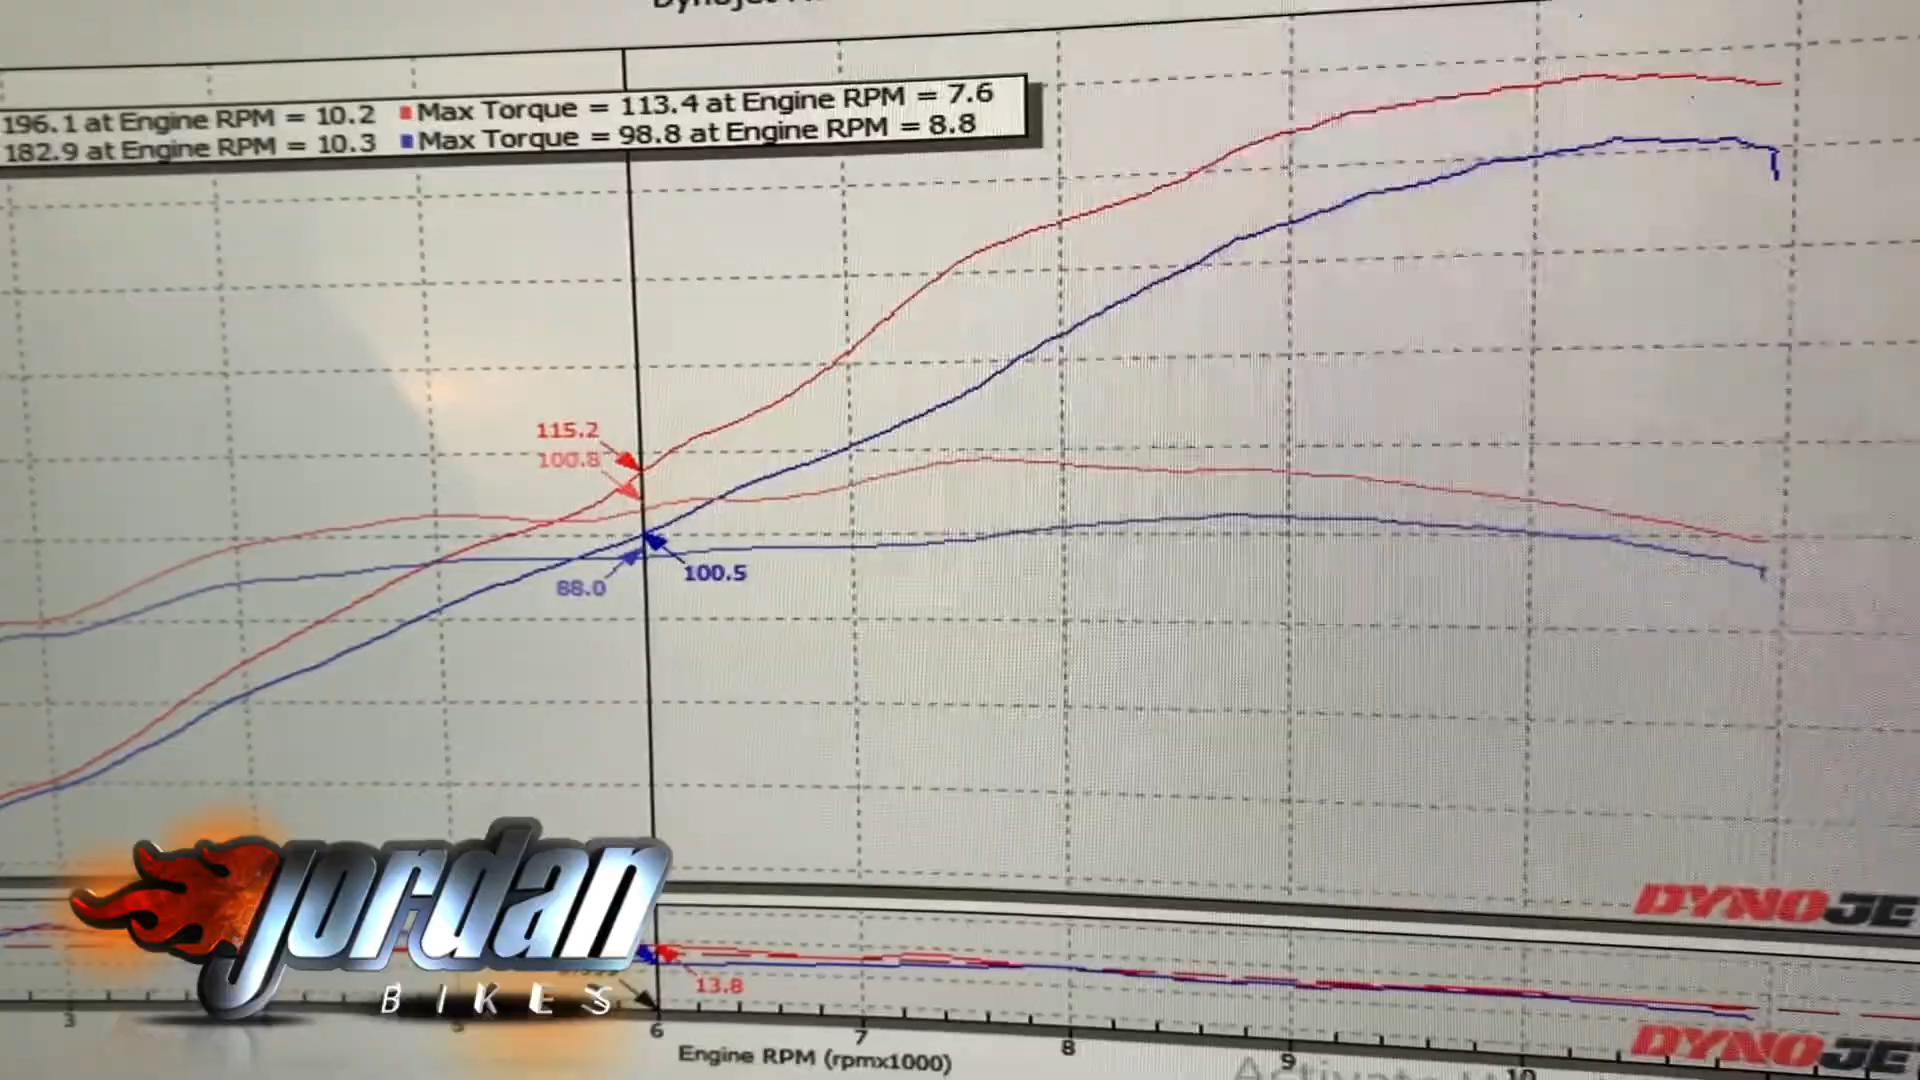 196.1 at Engine RPM = 10.2 Max Torque = 113.4 at Engine RPM = 7.6
182.9 at Engine RPM = 10.3 Max Torque = 98.8 at Engine RPM = 8.8
115.2
100.8
100.5
88.0
DYNOJE
jordan
BIKES
13.8
3 5 6 7 8 9 10
Engine RPM (rpmx1000)
DYNOJE